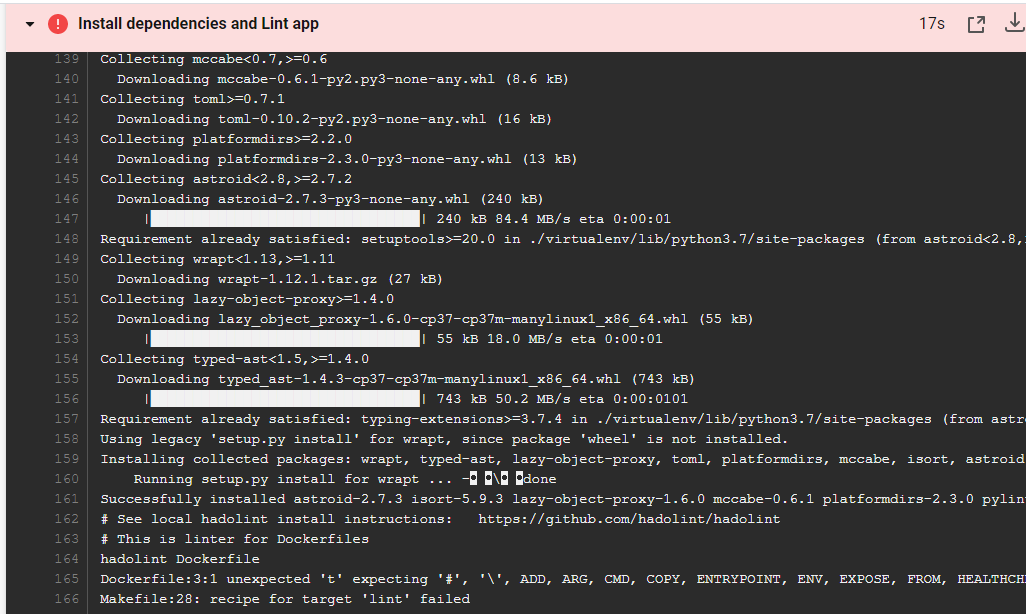 Install dependencies and Lint app 17s
139 Collecting mccabe<0.7,>=0.6
140 Downloading mccabe-0.6.1-py2.py3-none-any.whl (8.6 kB)
141 Collecting toml>=0.7.1
142 Downloading toml-0.10.2-py2.py3-none-any.whl (16 kB)
143 Collecting platformdirs>=2.2.0
144 Downloading platformdirs-2.3.0-py3-none-any.whl (13 kB)
145 Collecting astroid<2.8,>=2.7.2
146 Downloading astroid-2.7.3-py3-none-any.whl (240 kB)
147 || 240 kB 84.4 MB/s eta 0:00:01
148 Requirement already satisfied: setuptools>=20.0 in ./virtualenv/lib/python3.7/site-packages (from astroid<2.8,
149 Collecting wrapt<1.13,>=1.11
150 Downloading wrapt-1.12.1.tar.gz (27 kB)
151 Collecting lazy-object-proxy>=1.4.0
152 Downloading lazy_object_proxy-1.6.0-cp37-cp37m-manylinux1_x86_64.whl (55 kB)
153 || 55 kB 18.0 MB/s eta 0:00:01
154 Collecting typed-ast<1.5,>=1.4.0
155 Downloading typed_ast-1.4.3-cp37-cp37m-manylinux1_x86_64.whl (743 kB)
156 || 743 kB 50.2 MB/s eta 0:00:0101
157 Requirement already satisfied: typing-extensions>=3.7.4 in ./virtualenv/lib/python3.7/site-packages (from astr
158 Using legacy 'setup.py install' for wrapt, since package 'wheel' is not installed.
159 Installing collected packages: wrapt, typed-ast, lazy-object-proxy, toml, platformdirs, mccabe, isort, astroid
160 Running setup.py install for wrapt ... - \ done
161 Successfully installed astroid-2.7.3 isort-5.9.3 lazy-object-proxy-1.6.0 mccabe-0.6.1 platformdirs-2.3.0 pylin
162 # See local hadolint install instructions: https://github.com/hadolint/hadolint
163 # This is linter for Dockerfiles
164 hadolint Dockerfile
165 Dockerfile:3:1 unexpected 't' expecting '#', '\', ADD, ARG, CMD, COPY, ENTRYPOINT, ENV, EXPOSE, FROM, HEALTHCH
166 Makefile:28: recipe for target 'lint' failed